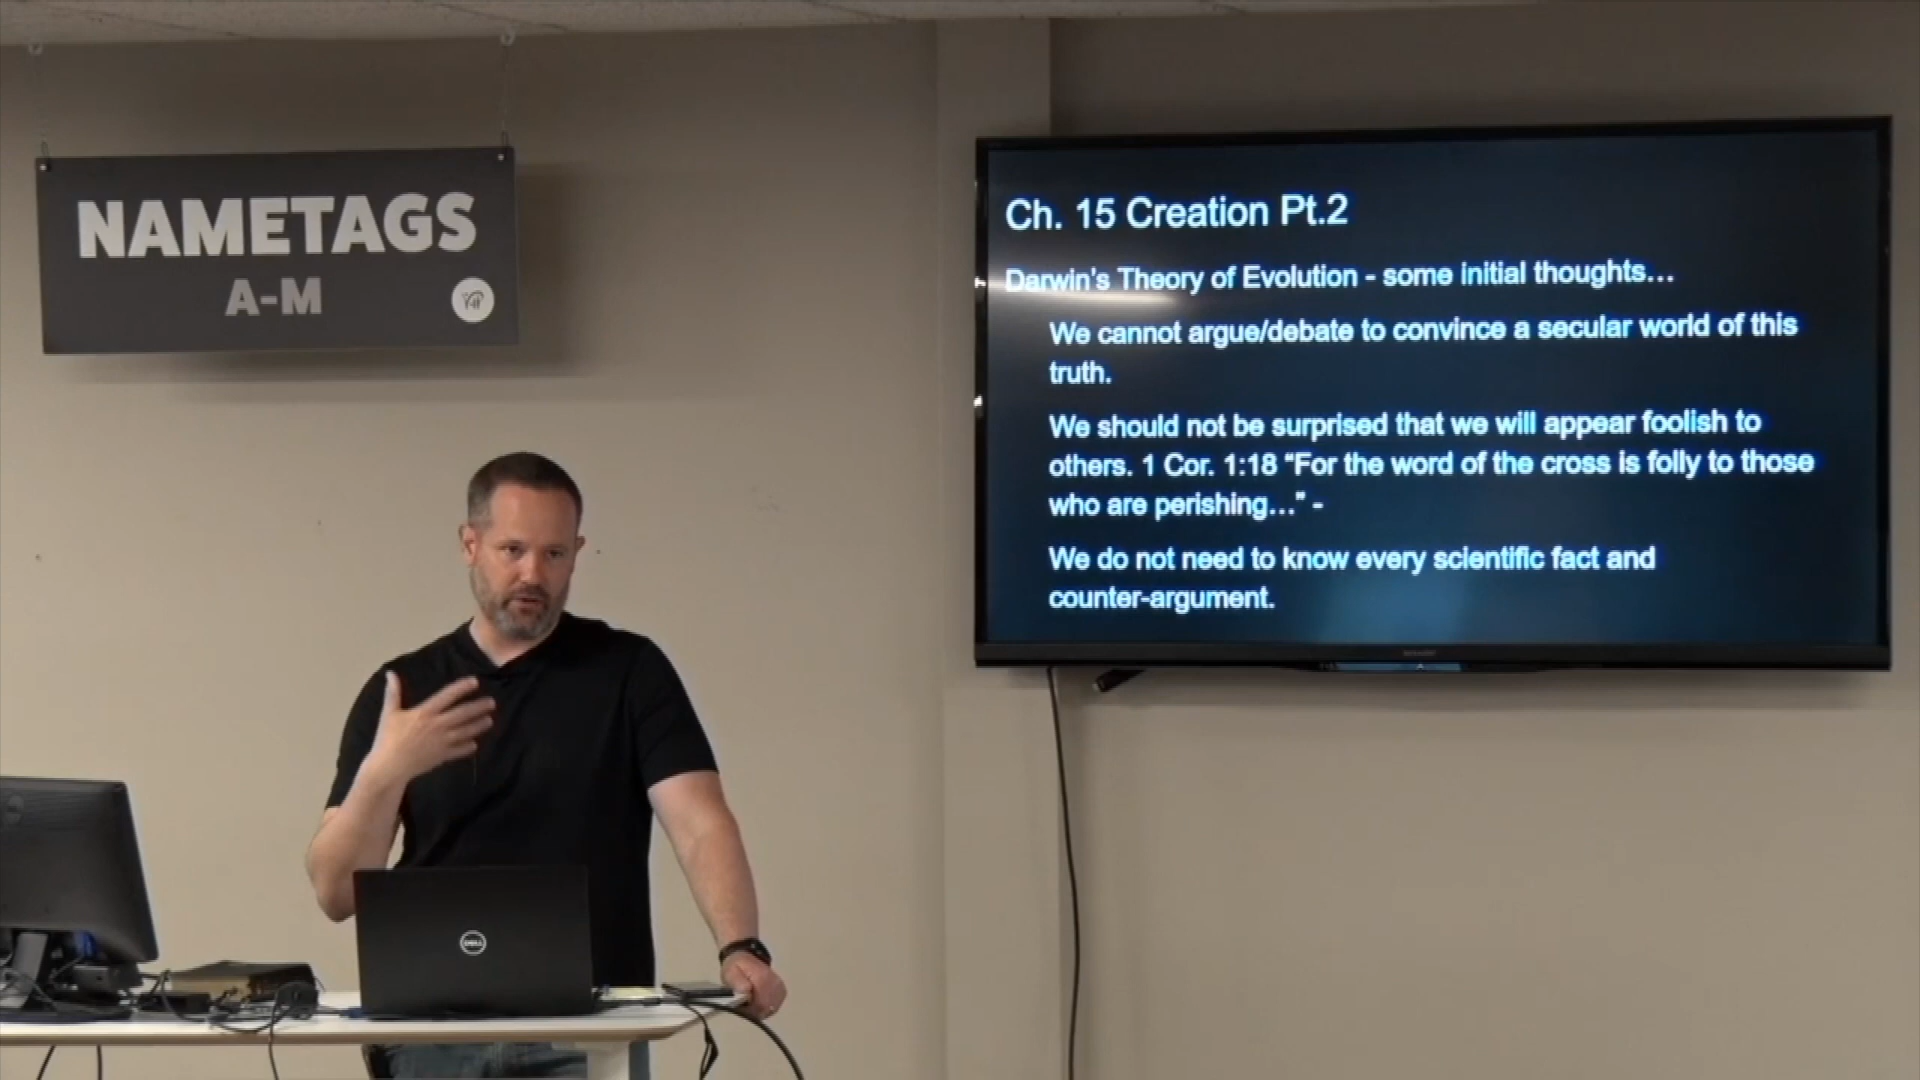 NAMETAGS
A-M
Ch. 15 Creation Pt.2
Darwin's Theory of Evolution - some initial thoughts…
We cannot argue/debate to convince a secular world of this
truth.
We should not be surprised that we will appear foolish to
others. 1 Cor. 1:18 “For the word of the cross is folly to those
who are perishing…” -
We do not need to know every scientific fact and
counter-argument.
DELL